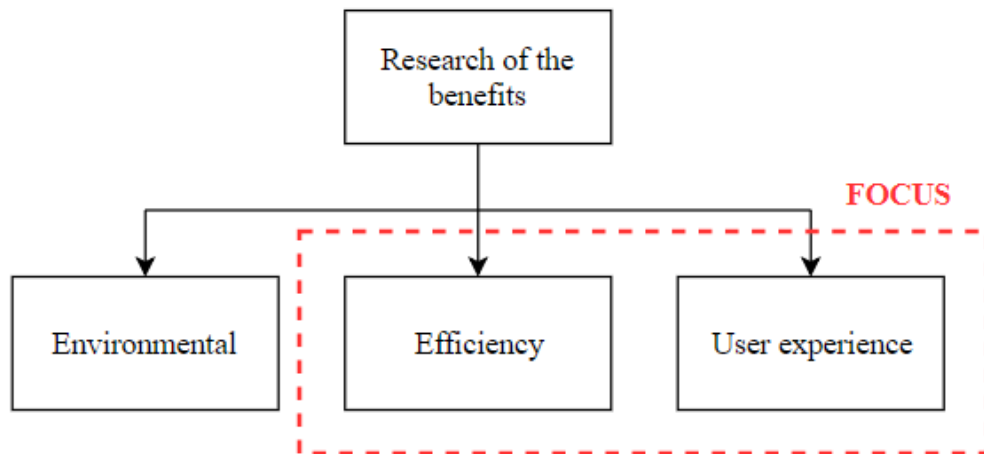 Research of the
benefits
FOCUS
Environmental
Efficiency
User experience